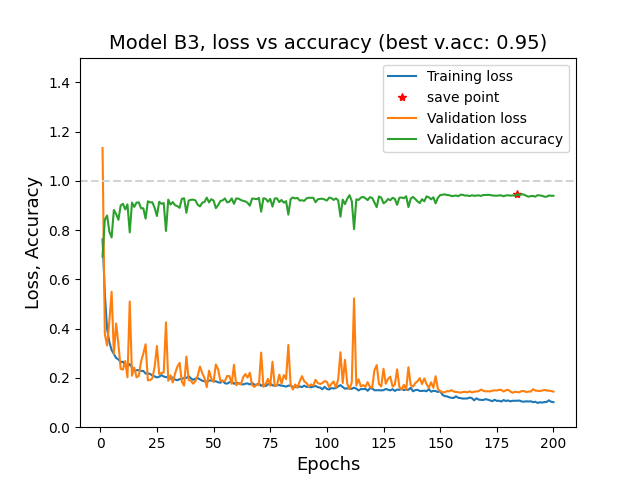 Model B3, loss vs accuracy (best v.acc: 0.95)
Training loss
save point
Validation loss
Validation accuracy
Loss, Accuracy
1.4
1.2
1.0
0.8
0.6
0.4
0.2
0.0
0 25 50 75 100 125 150 175 200
Epochs